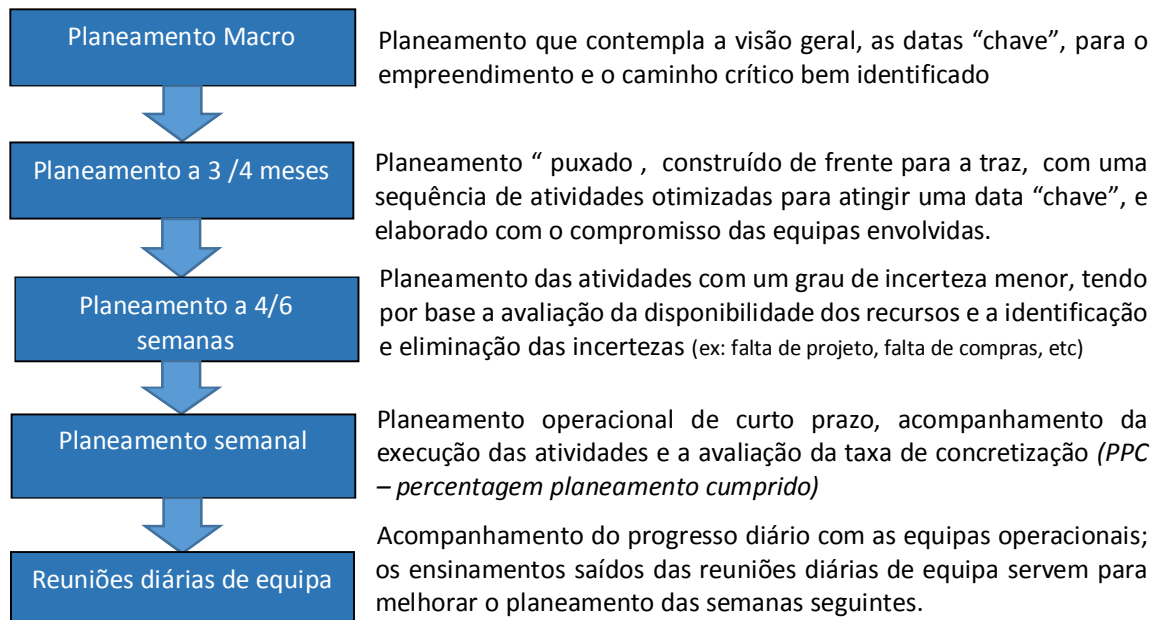 Planeamento Macro
Planeamento que contempla a visão geral, as datas “chave”, para o
empreendimento e o caminho crítico bem identificado
Planeamento a 3 /4 meses
Planeamento “ puxado , construído de frente para a traz, com uma
sequência de atividades otimizadas para atingir uma data “chave”, e
elaborado com o compromisso das equipas envolvidas.
Planeamento a 4/6
semanas
Planeamento das atividades com um grau de incerteza menor, tendo
por base a avaliação da disponibilidade dos recursos e a identificação
e eliminação das incertezas (ex: falta de projeto, falta de compras, etc)
Planeamento semanal
Planeamento operacional de curto prazo, acompanhamento da
execução das atividades e a avaliação da taxa de concretização (PPC
– percentagem planeamento cumprido)
Reuniões diárias de equipa
Acompanhamento do progresso diário com as equipas operacionais;
os ensinamentos saídos das reuniões diárias de equipa servem para
melhorar o planeamento das semanas seguintes.